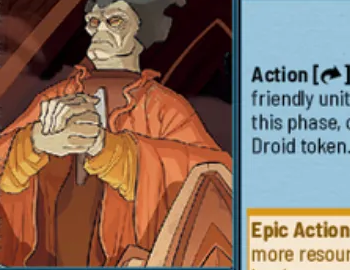 Action [
friendly unit
this phase,
Droid token.
Epic Action
more resour